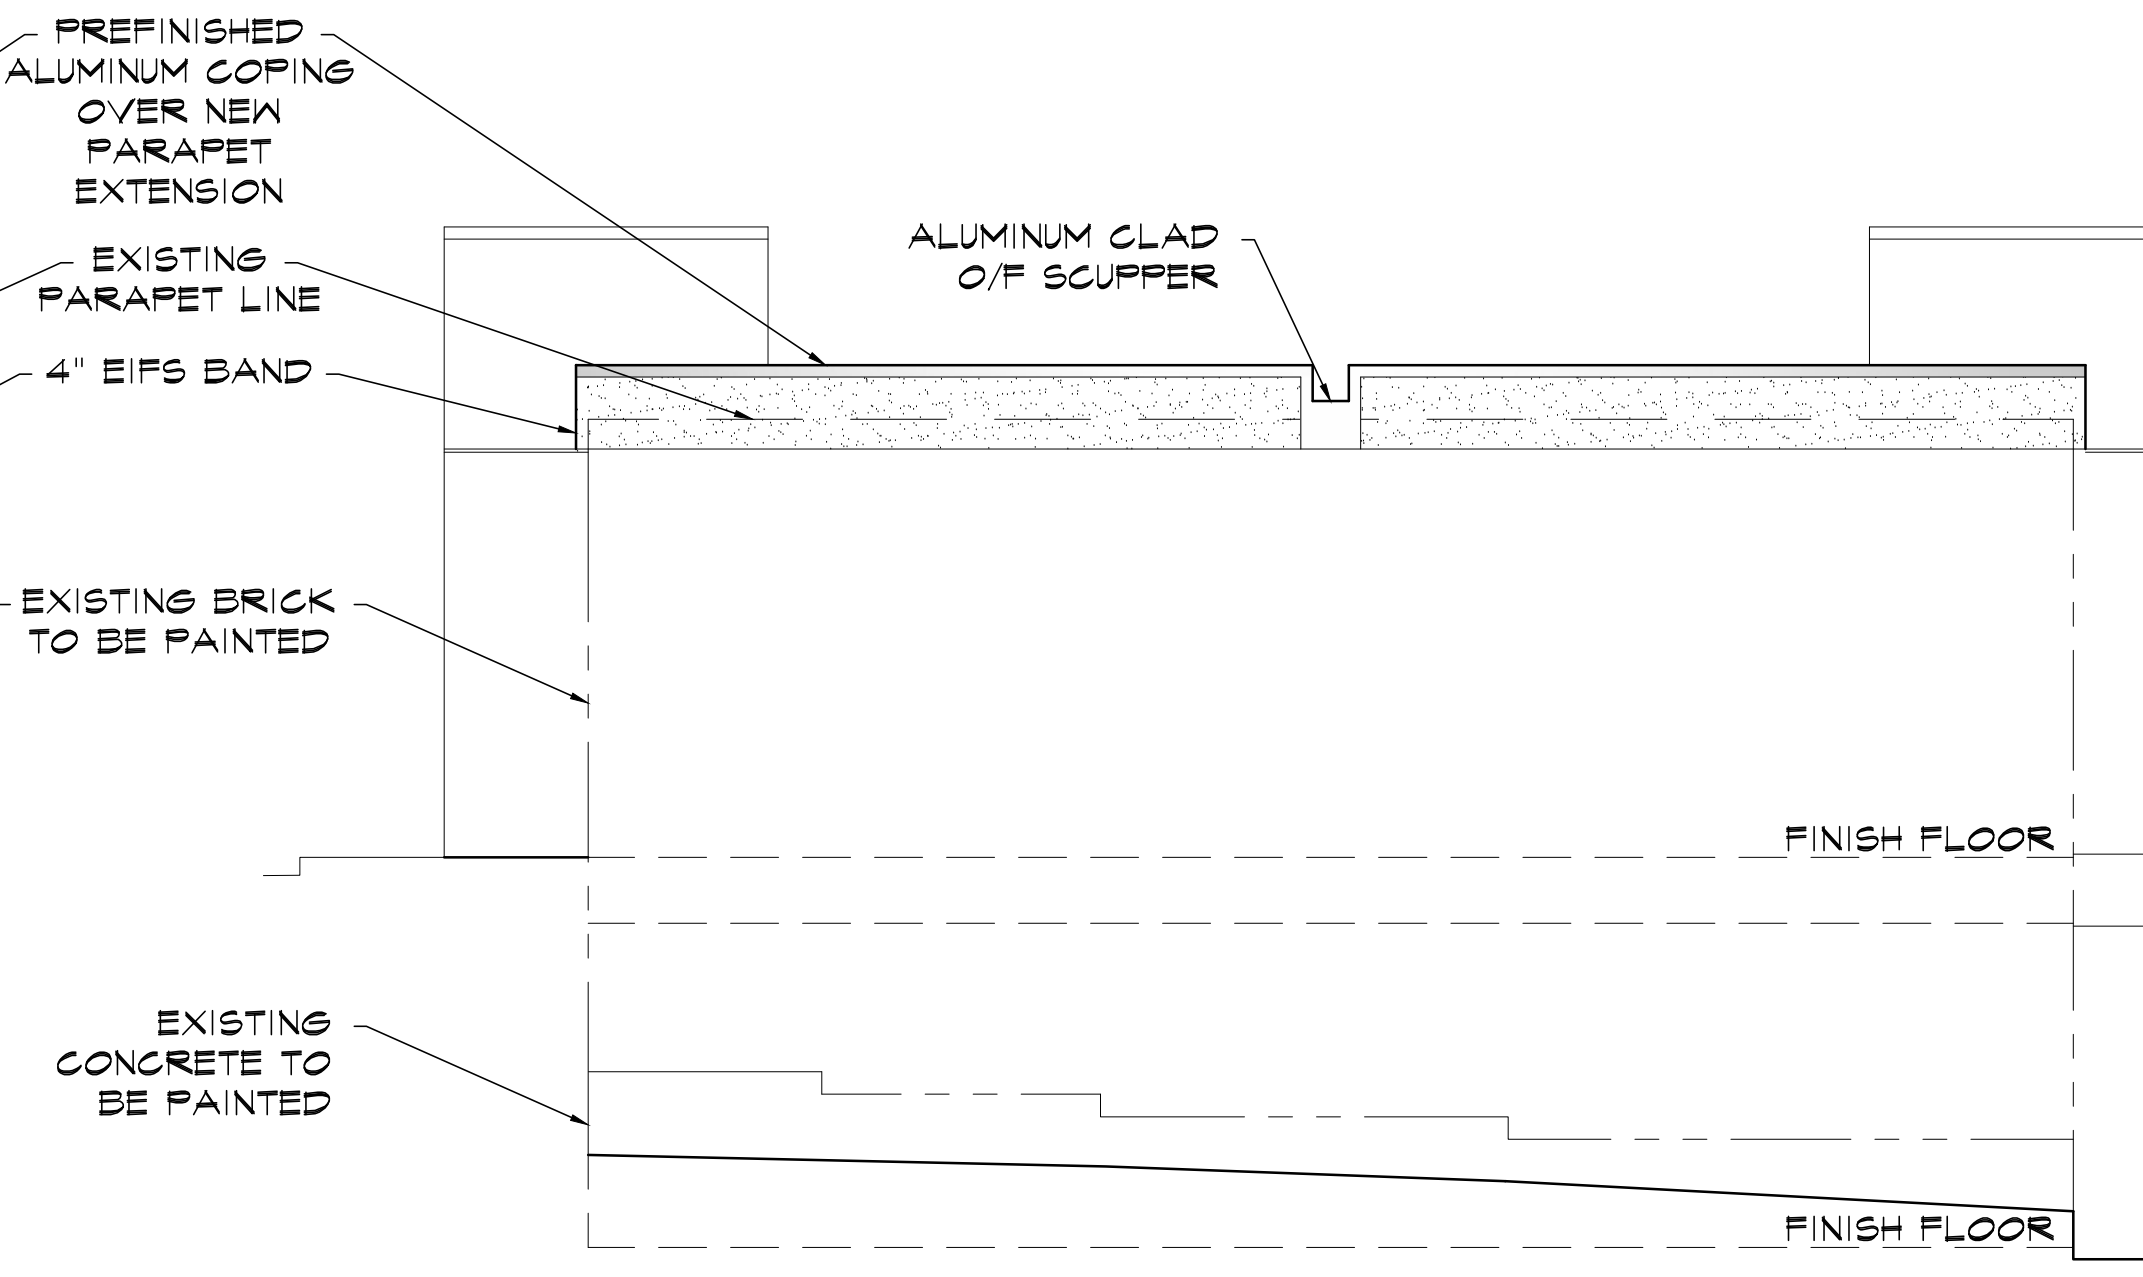 PREFINISHED
ALUMINUM COPING
OVER NEW
PARAPET
EXTENSION
EXISTING
PARAPET LINE
ALUMINUM CLAD
O/F SCUPPER
4" EIFS BAND
EXISTING BRICK
TO BE PAINTED
FINISH FLOOR
EXISTING
CONCRETE TO
BE PAINTED
FINISH FLOOR